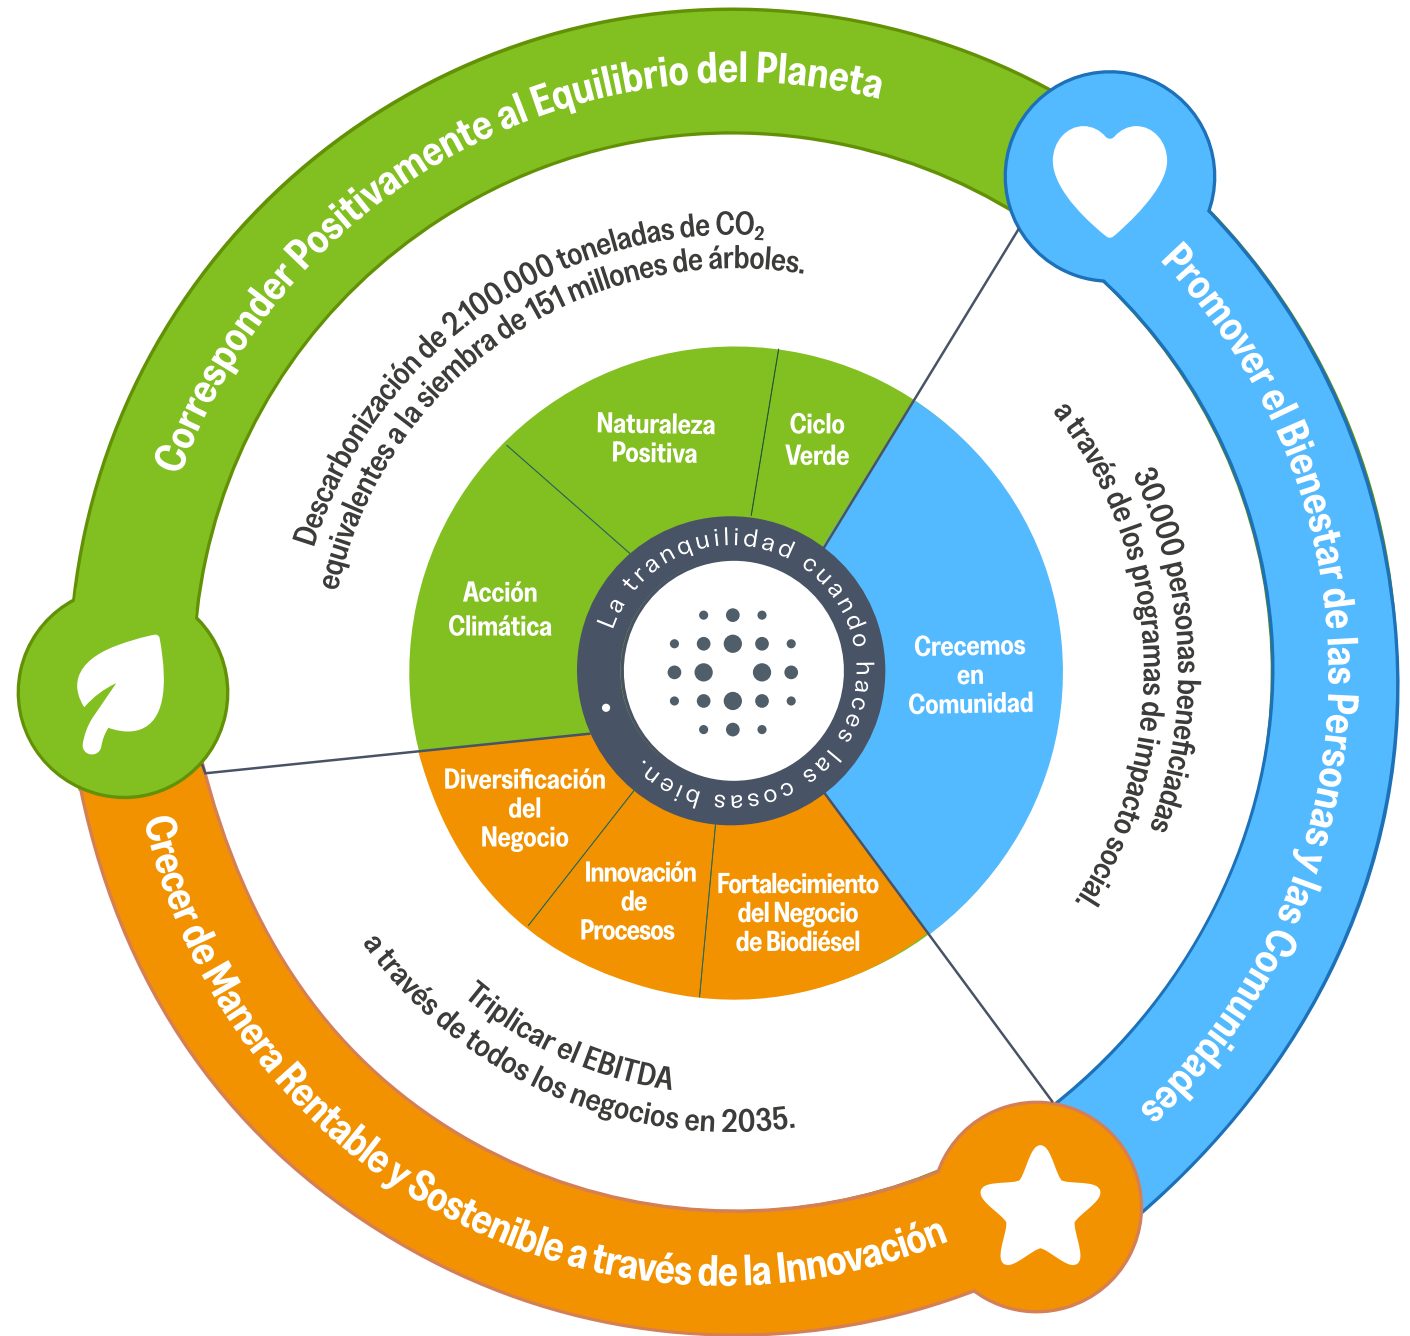 Corresponder Positivamente al Equilibrio del Planeta
Descarbonización de 2.100.000 toneladas de CO₂
equivalentes a la siembra de 151 millones de árboles.
Naturaleza
Positiva
Ciclo
Verde
Acción
Climática
Promover el Bienestar de las Personas y las Comunidades
30.000 personas beneficiadas
a través de los programas de impacto social.
Crecemos
en
Comunidad
La tranquilidad cuando haces las cosas bien.
Diversificación
del
Negocio
Innovación
de
Procesos
Fortalecimiento
del Negocio
de Biodiésel
Triplicar el EBITDA
a través de todos los negocios en 2035.
Crecer de Manera Rentable y Sostenible a través de la Innovación